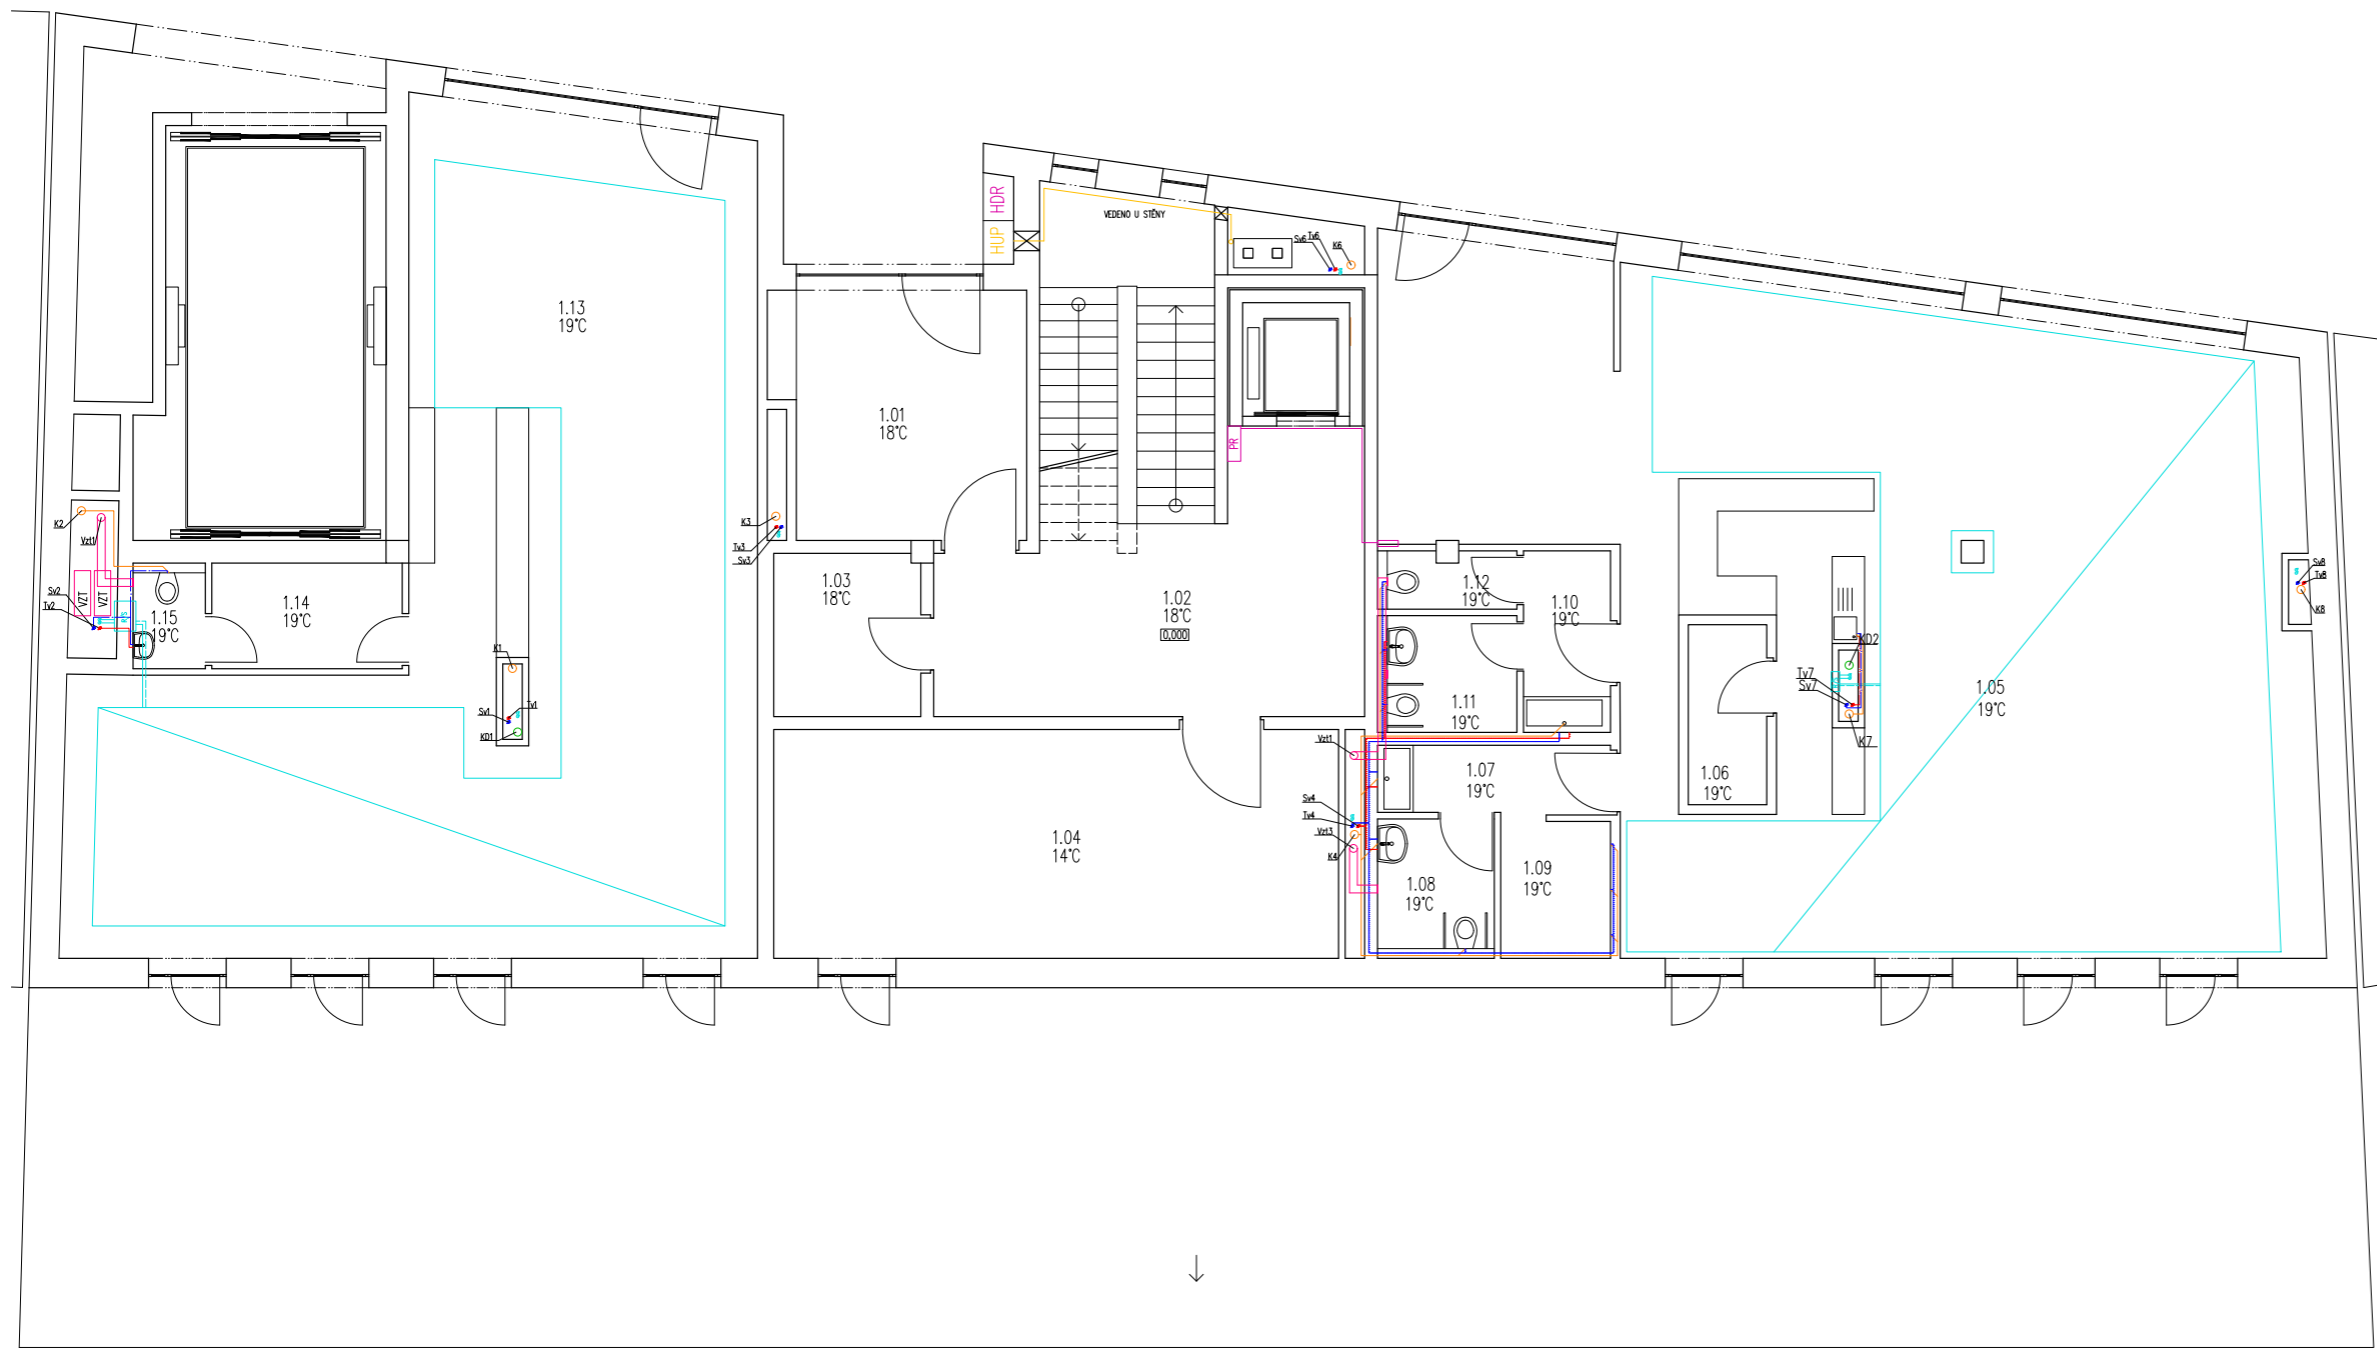 HDR
HUP
VEDENO U STĚNY
Sv6
Tv6
K6
1.13
19°C
1.01
18°C
PR
K2
Vzt1
K3
Tv3
Sv3
Sv2
Tv2
VZT
VZT
RS
1.15
19°C
1.14
19°C
1.03
18°C
1.02
18°C
0,000
1.12
19°C
1.10
19°C
Sv8
Tv8
K8
K1
Sv1
Tv1
KD1
1.11
19°C
KD2
Tv7
Sv7
K7
1.05
19°C
Vzt1
1.07
19°C
1.06
19°C
Sv4
Tv4
Vzt3
K4
1.04
14°C
1.08
19°C
1.09
19°C